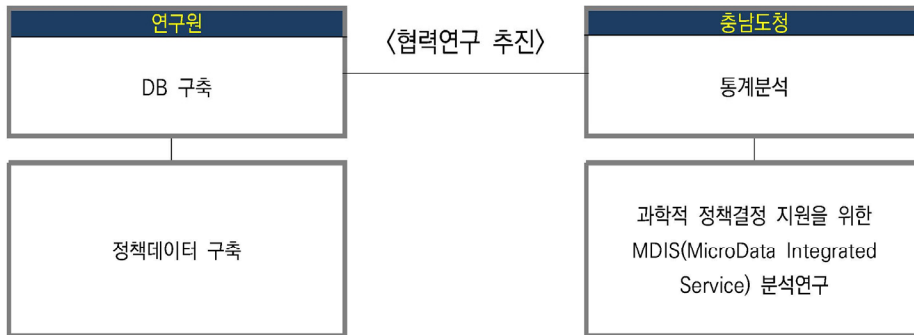 연구원
DB 구축
〈협력연구 추진〉
충남도청
통계분석
정책데이터 구축
과학적 정책결정 지원을 위한
MDIS(MicroData Integrated
Service) 분석연구